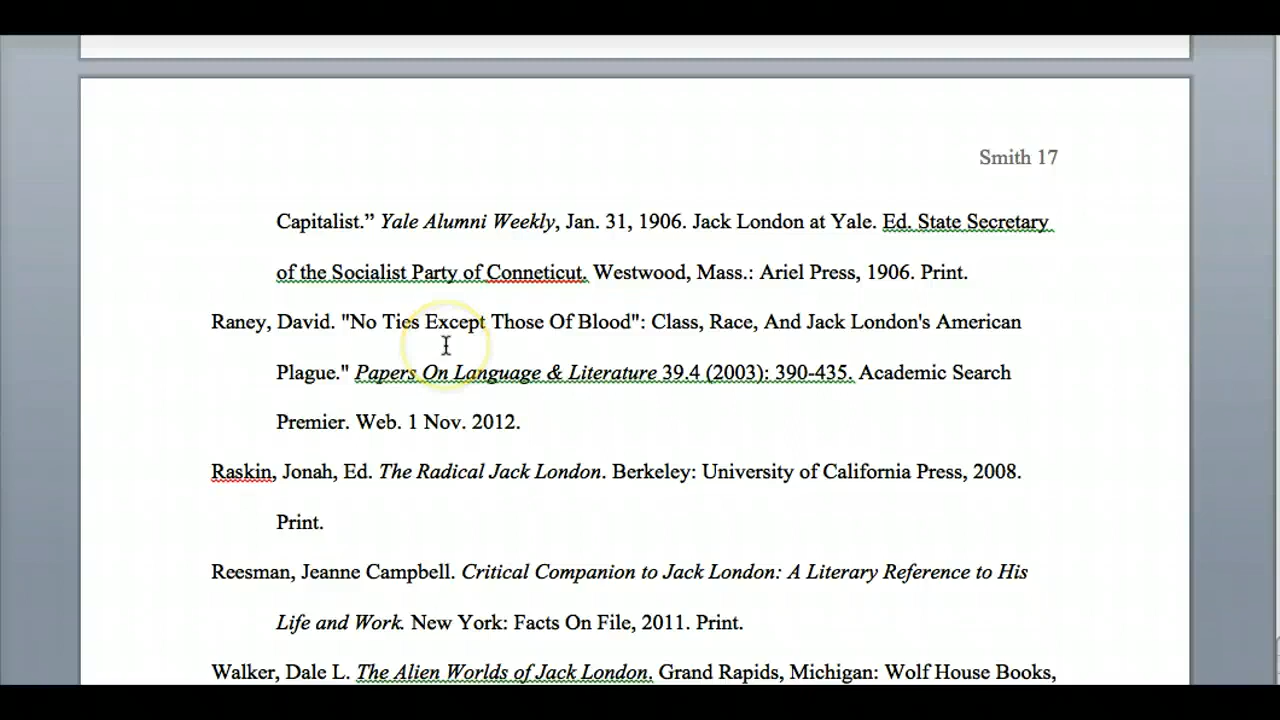 Smith 17
Capitalist.” Yale Alumni Weekly, Jan. 31, 1906. Jack London at Yale. Ed. State Secretary
of the Socialist Party of Conneticut. Westwood, Mass.: Ariel Press, 1906. Print.
Raney, David. "No Ties Except Those Of Blood": Class, Race, And Jack London's American
Plague." Papers On Language & Literature 39.4 (2003): 390-435. Academic Search
Premier. Web. 1 Nov. 2012.
Raskin, Jonah, Ed. The Radical Jack London. Berkeley: University of California Press, 2008.
Print.
Reesman, Jeanne Campbell. Critical Companion to Jack London: A Literary Reference to His
Life and Work. New York: Facts On File, 2011. Print.
Walker, Dale L. The Alien Worlds of Jack London. Grand Rapids, Michigan: Wolf House Books,